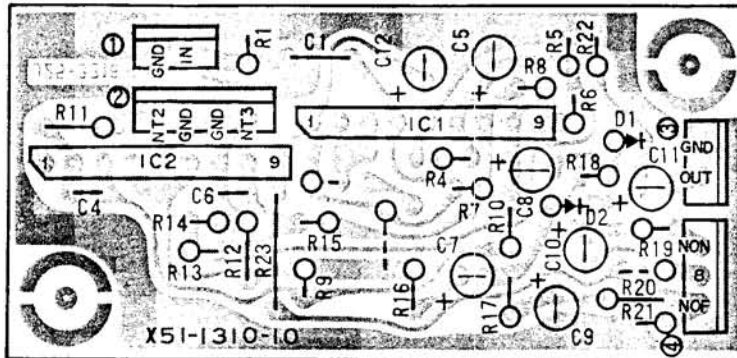 1
GND
IN
R1
C1
C12
C5
R5
R22
R8
2
R11
NT2
GND
GND
NT3
1
IC1
9
R6
D1
3
GND
OUT
C11
1
IC2
9
R4
R7
C8
R18
C4
C6
R14
R13
R12
R23
R15
R9
R16
C7
R10
D2
C10
R19
NON
B
NOF
R20
R21
R17
C9
4
X51-1310-10